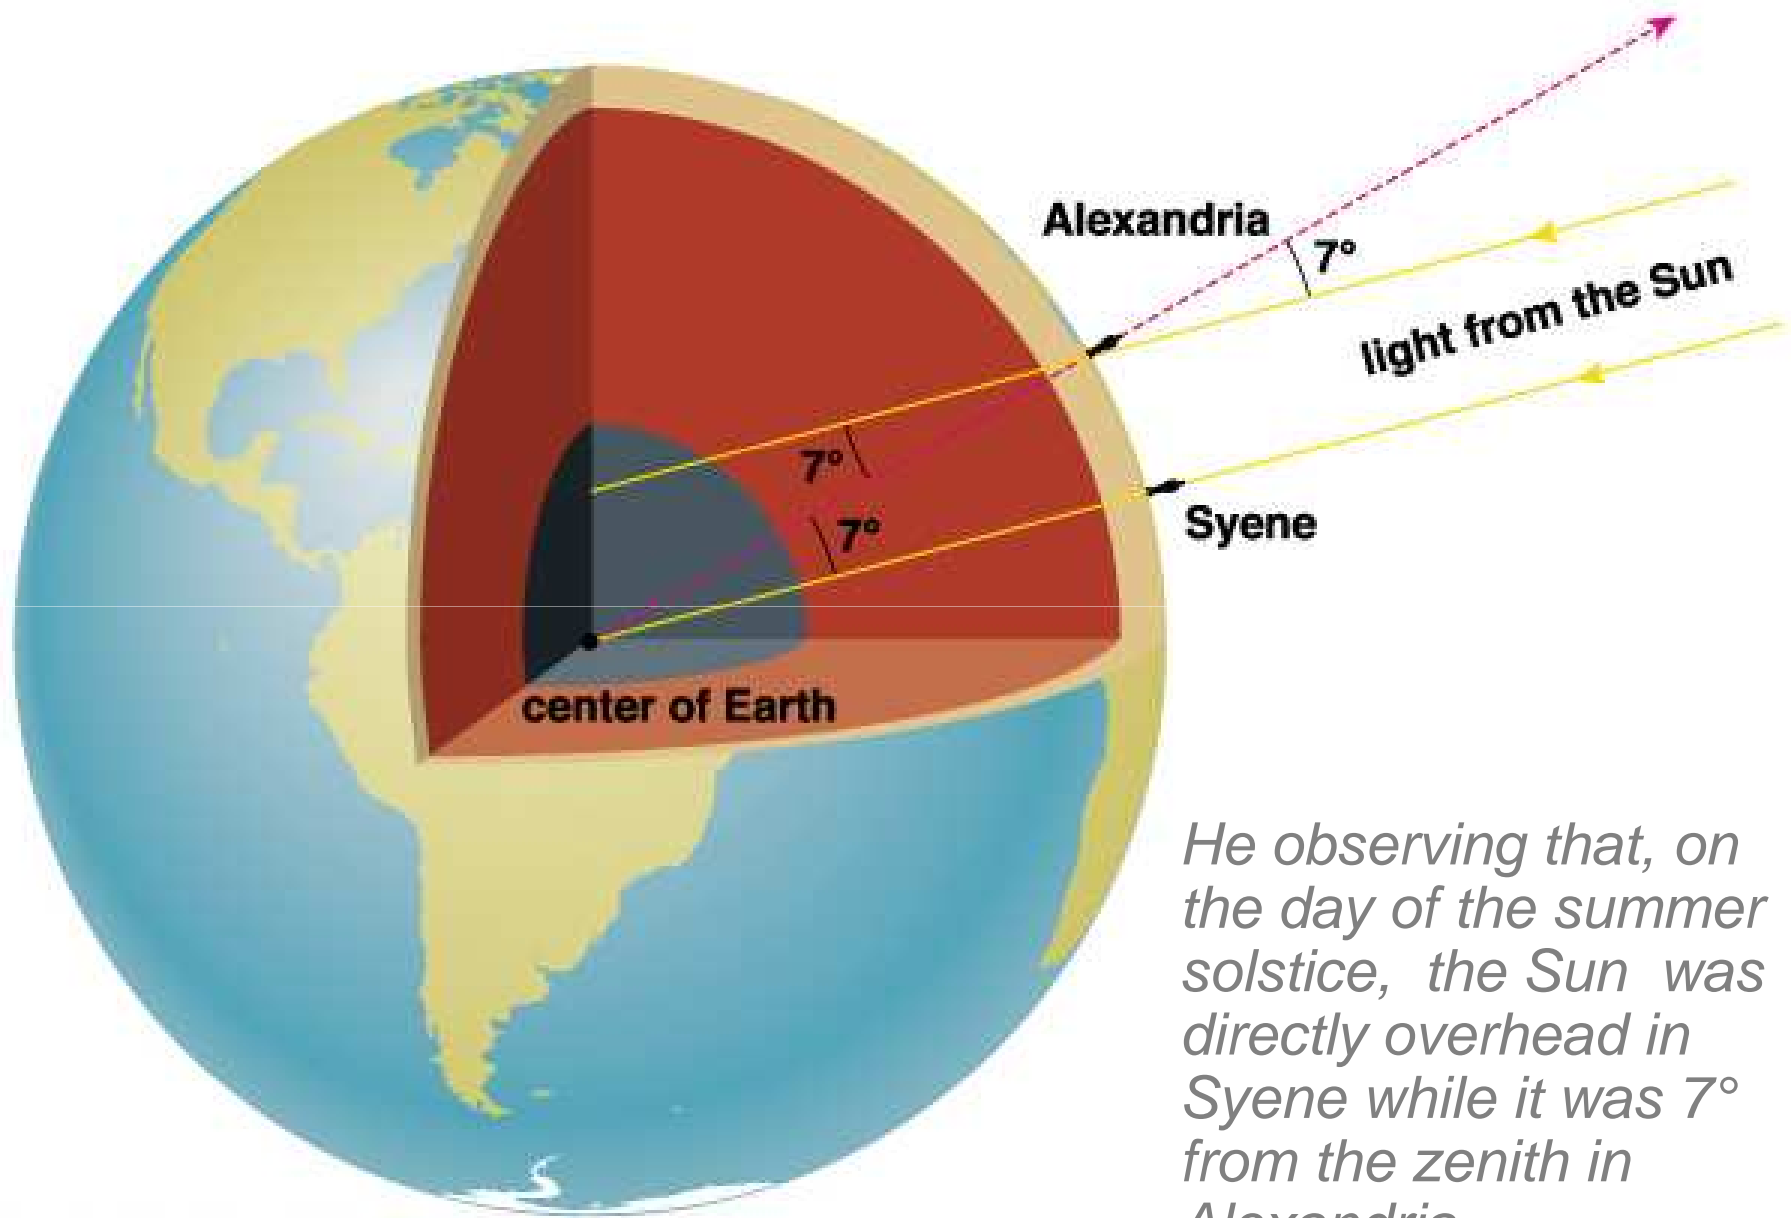 Alexandria
7°
light from the Sun
7°
7°
Syene
center of Earth
He observing that, on
the day of the summer
solstice,  the Sun  was
directly overhead in
Syene while it was 7°
from the zenith in
Alexandria